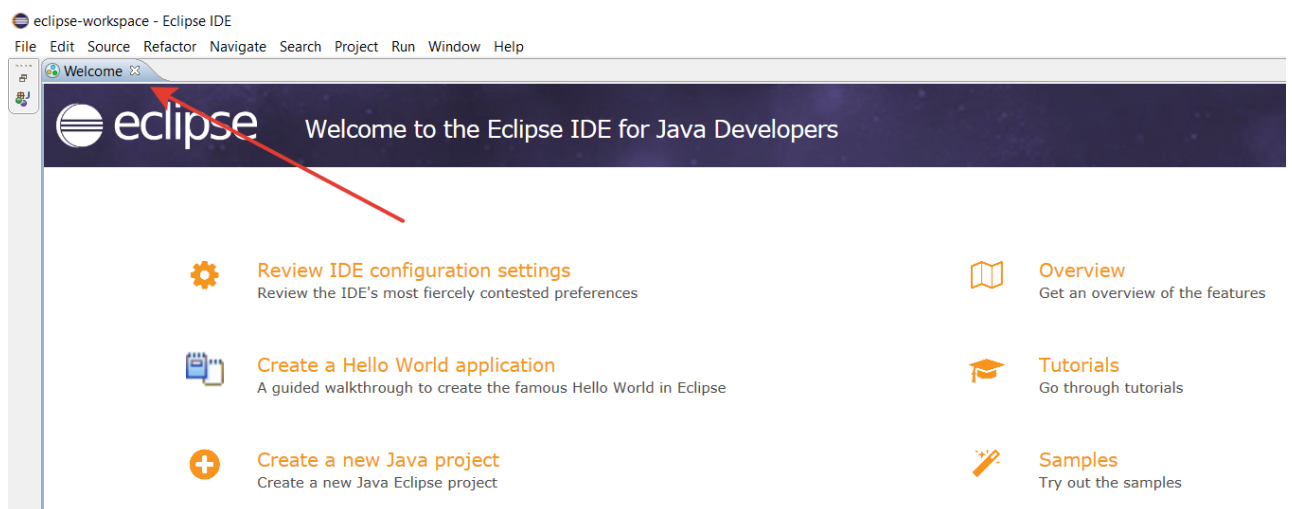 eclipse-workspace - Eclipse IDE
File Edit Source Refactor Navigate Search Project Run Window Help
Welcome
eclipse Welcome to the Eclipse IDE for Java Developers
Review IDE configuration settings
Review the IDE's most fiercely contested preferences
Create a Hello World application
A guided walkthrough to create the famous Hello World in Eclipse
Create a new Java project
Create a new Java Eclipse project
Overview
Get an overview of the features
Tutorials
Go through tutorials
Samples
Try out the samples